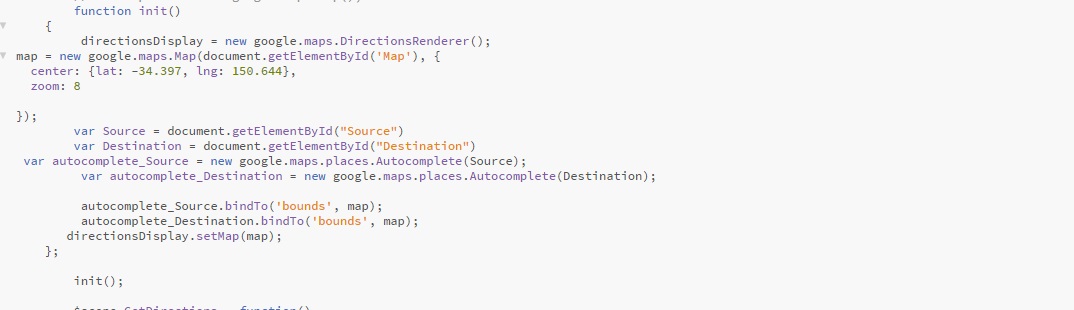 function init()
{
directionsDisplay = new google.maps.DirectionsRenderer();
map = new google.maps.Map(document.getElementById('Map'), {
center: {lat: -34.397, lng: 150.644},
zoom: 8
});
var Source = document.getElementById("Source")
var Destination = document.getElementById("Destination")
var autocomplete_Source = new google.maps.places.Autocomplete(Source);
var autocomplete_Destination = new google.maps.places.Autocomplete(Destination);
autocomplete_Source.bindTo('bounds', map);
autocomplete_Destination.bindTo('bounds', map);
directionsDisplay.setMap(map);
};
init();